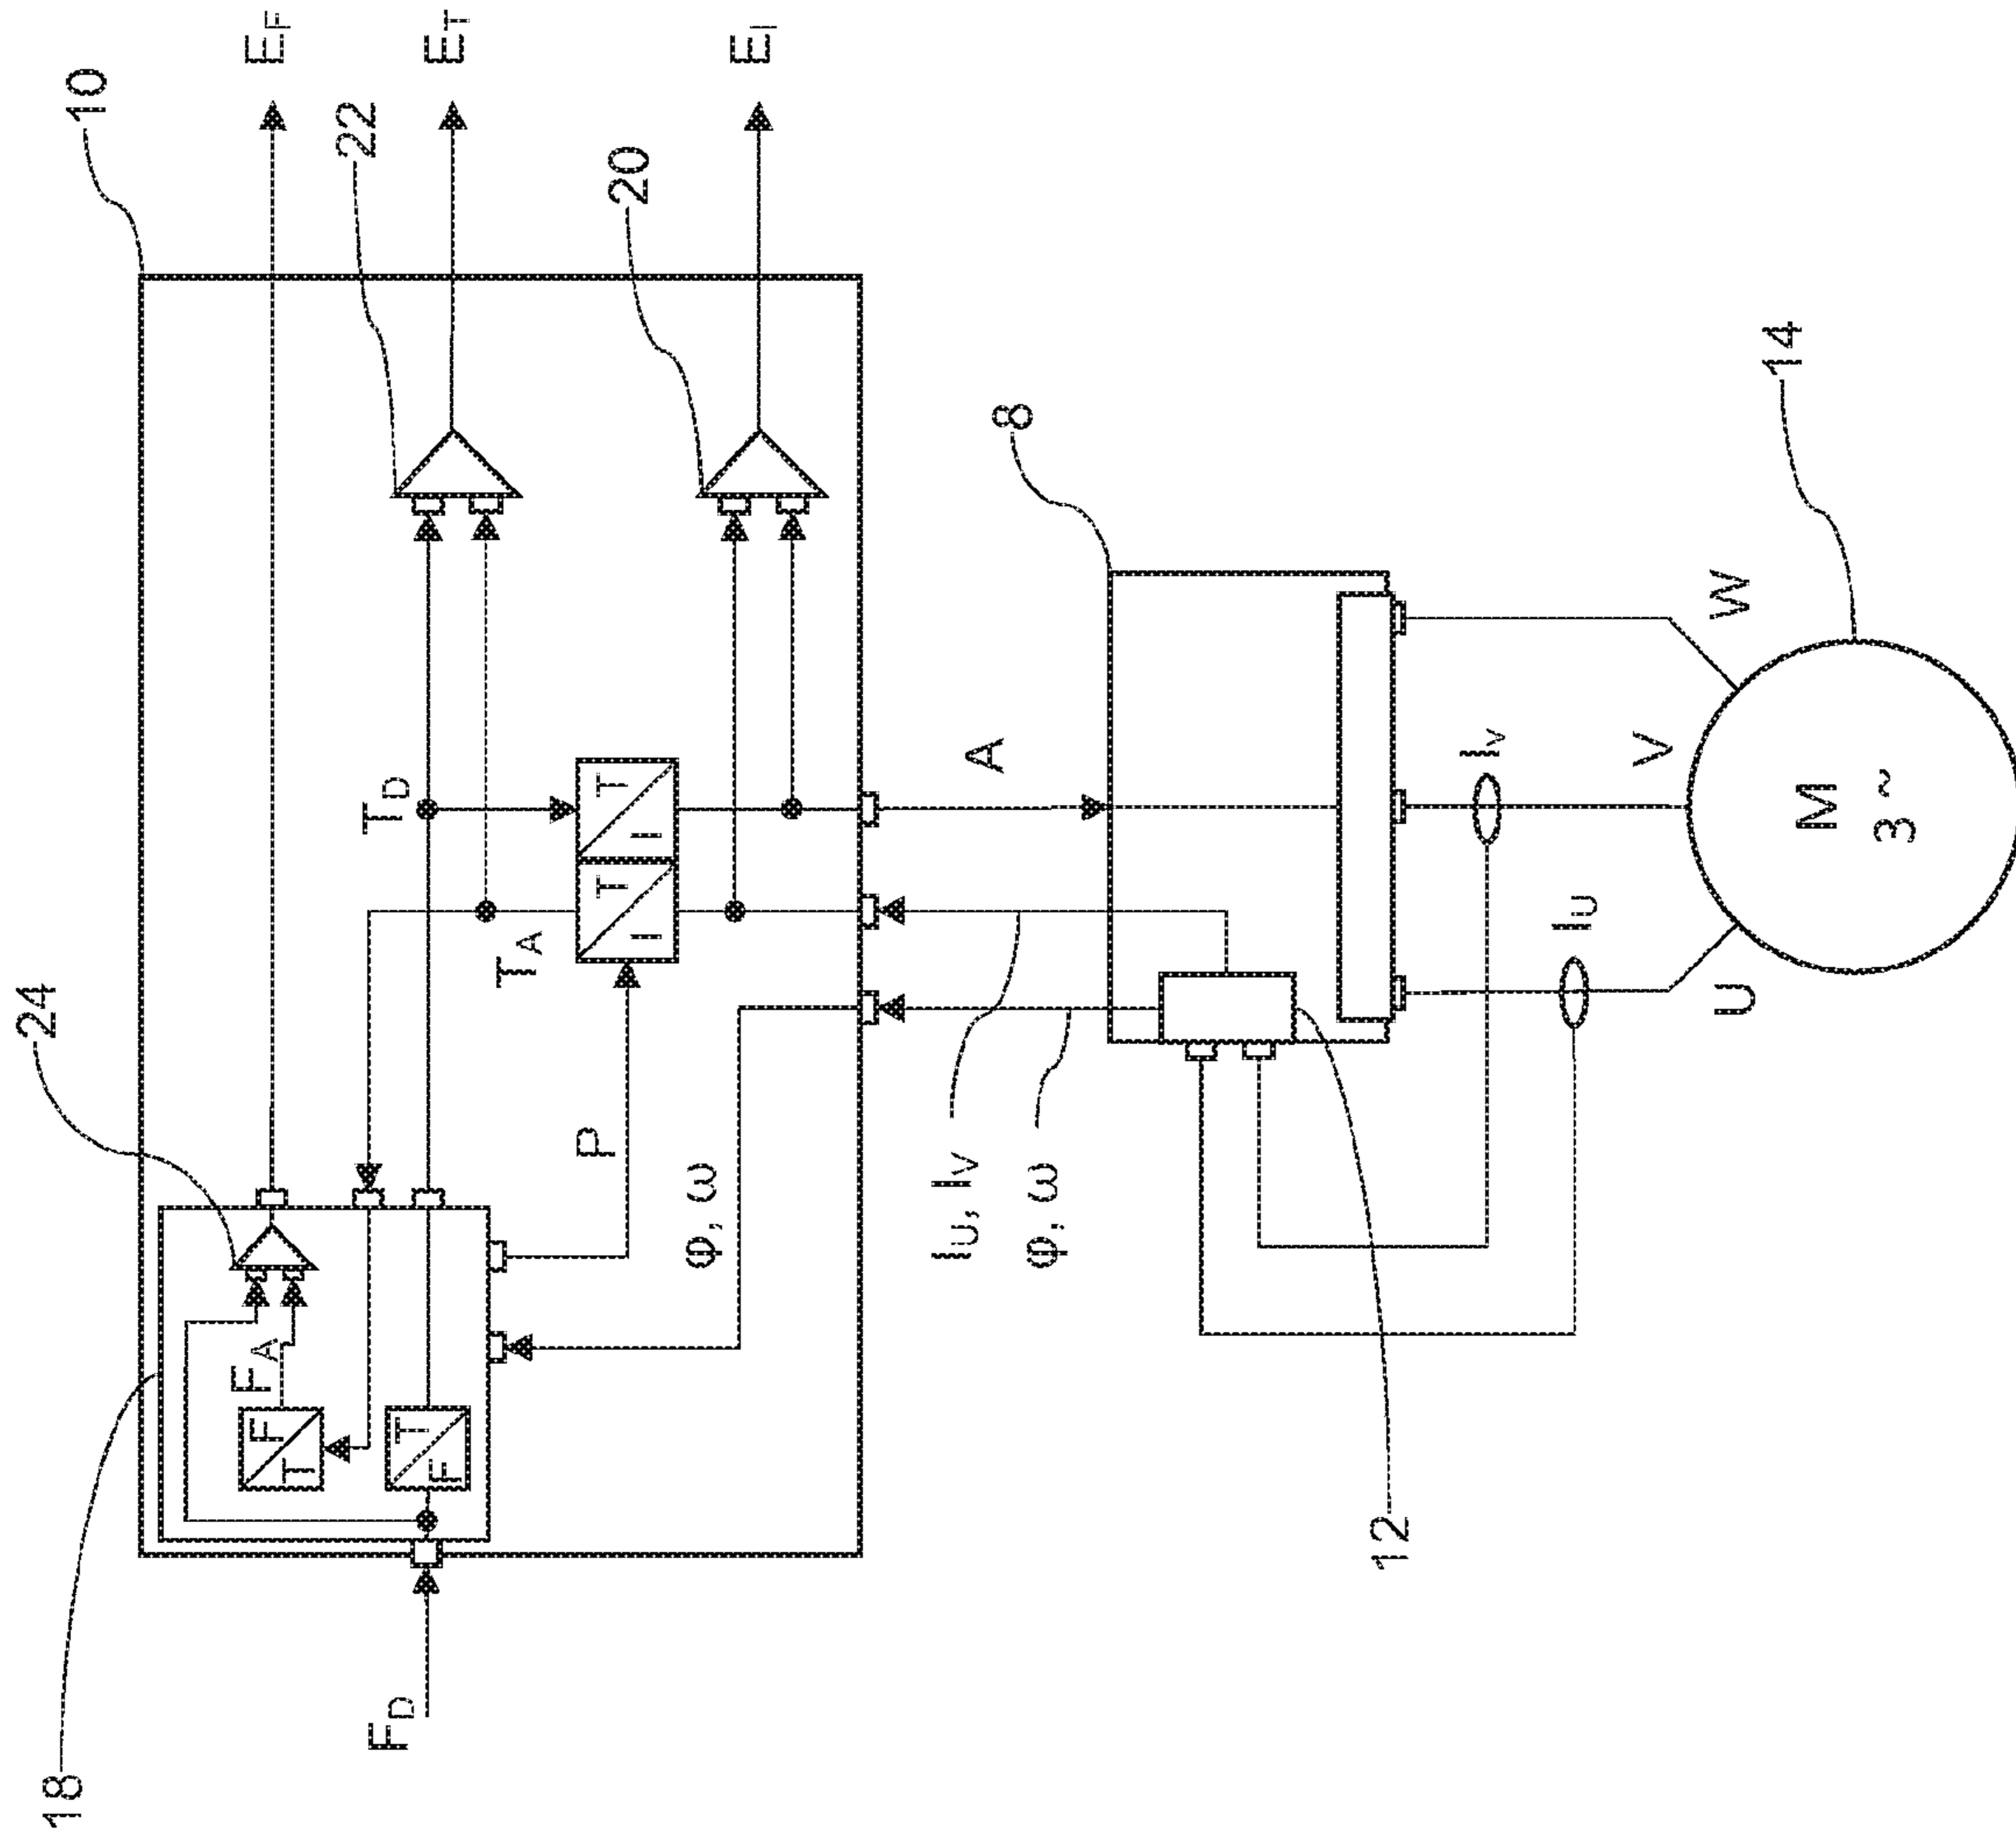 18
24
10
E_F
22
E_T
20
E_I
F_D
F_A
F
T
T
F
T_D
T_A
T
I
T
I
P
φ, ω
A
I_U, I_V
φ, ω
8
12
I_V
I_U
U
V
W
14
M
3 ~